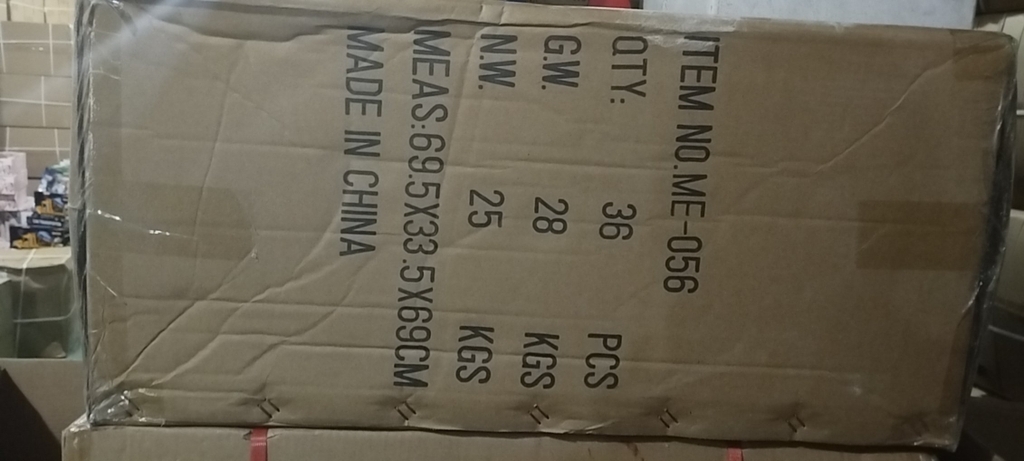 ITEM NO.ME-056
QTY: 36 PCS
G.W. 28 KGS
N.W. 25 KGS
MEAS:69.5X33.5X69CM
MADE IN CHINA